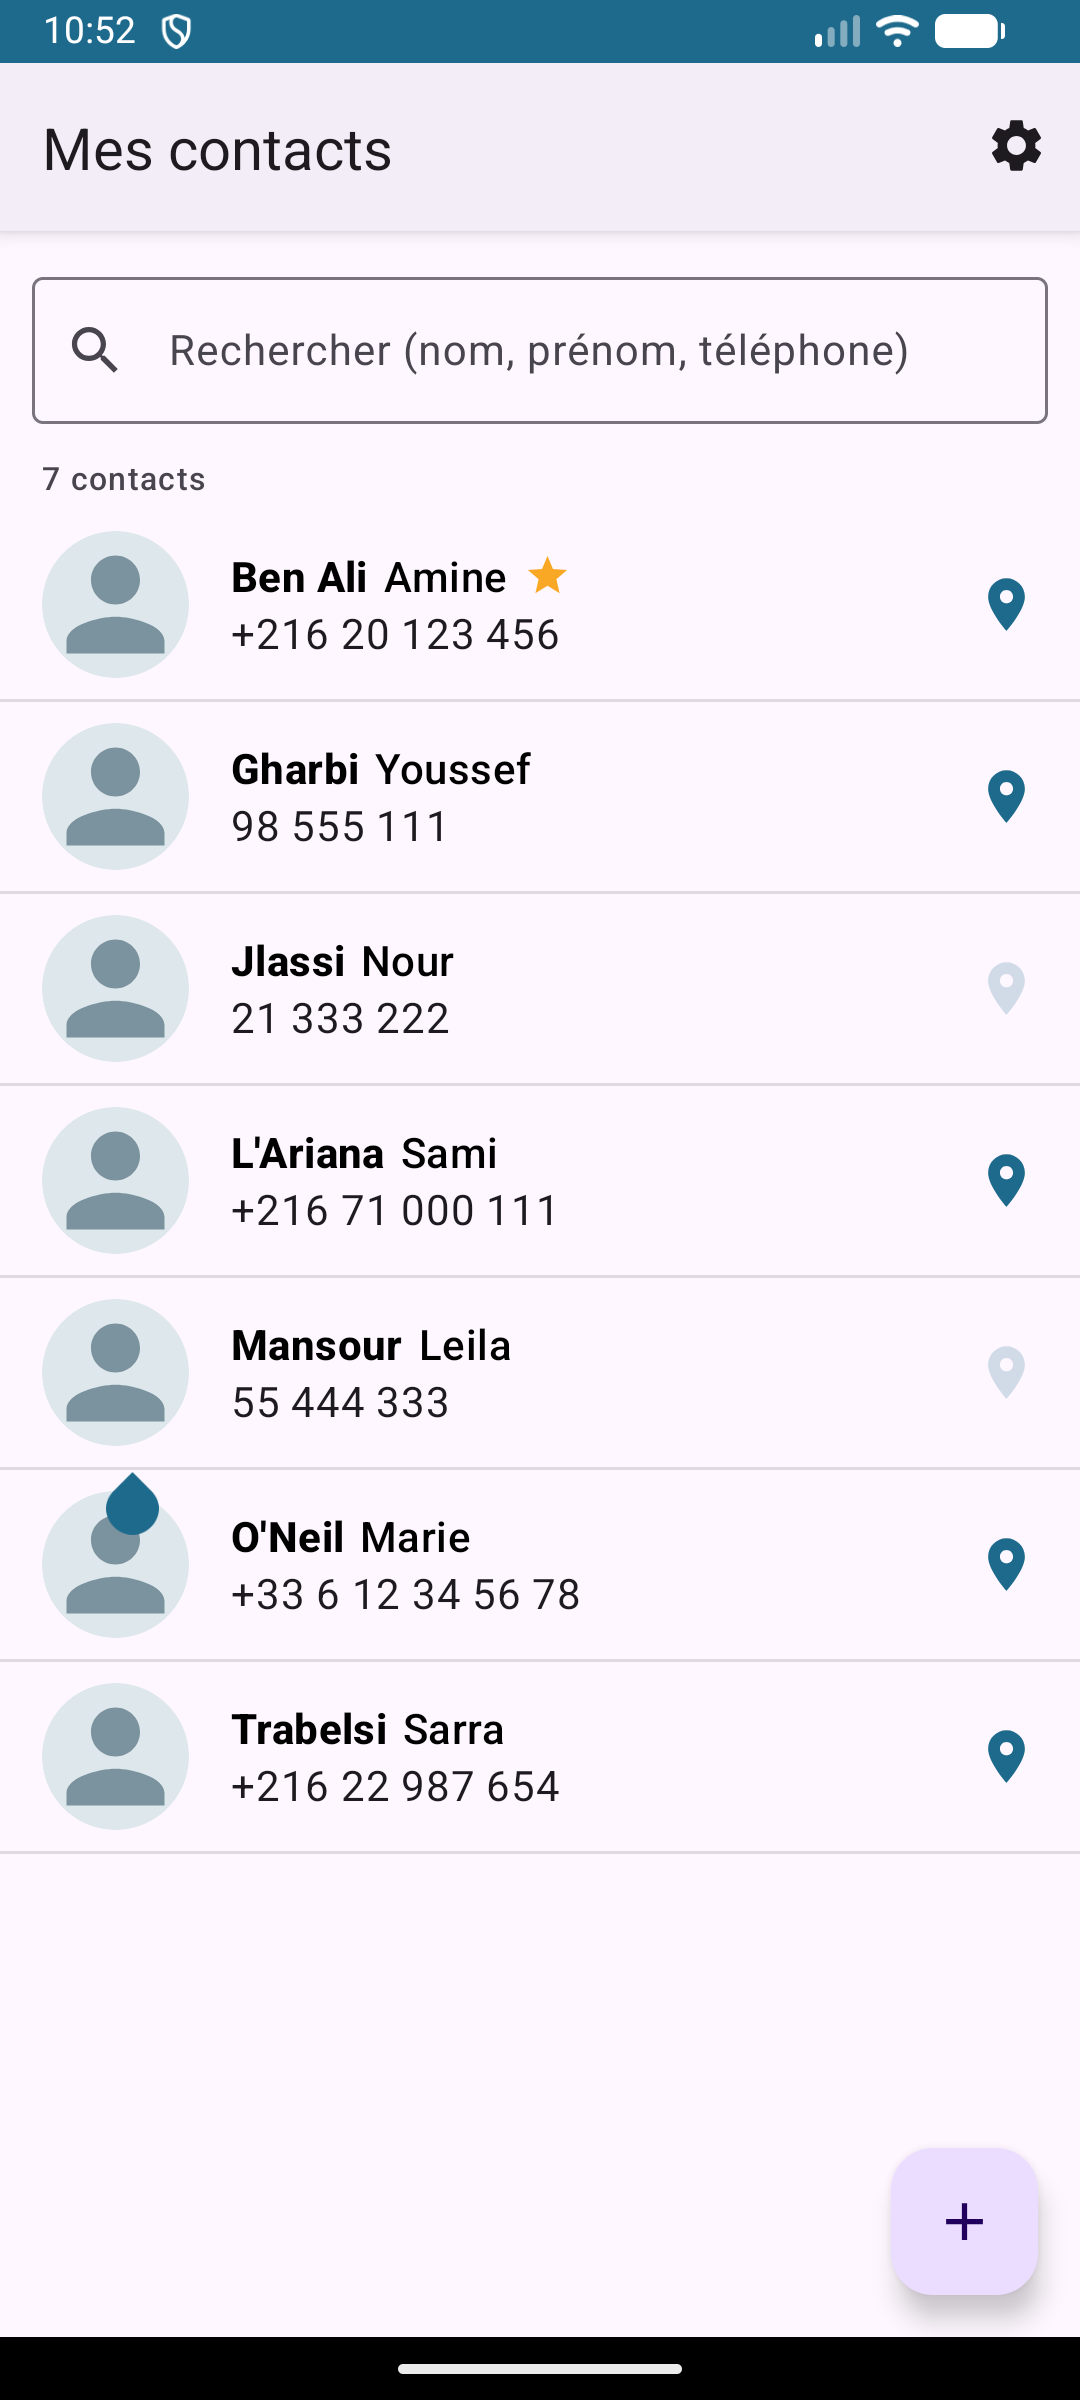 10:52
Mes contacts
Rechercher (nom, prénom, téléphone)
7 contacts
Ben Ali Amine
+216 20 123 456
Gharbi Youssef
98 555 111
Jlassi Nour
21 333 222
L'Ariana Sami
+216 71 000 111
Mansour Leila
55 444 333
O'Neil Marie
+33 6 12 34 56 78
Trabelsi Sarra
+216 22 987 654